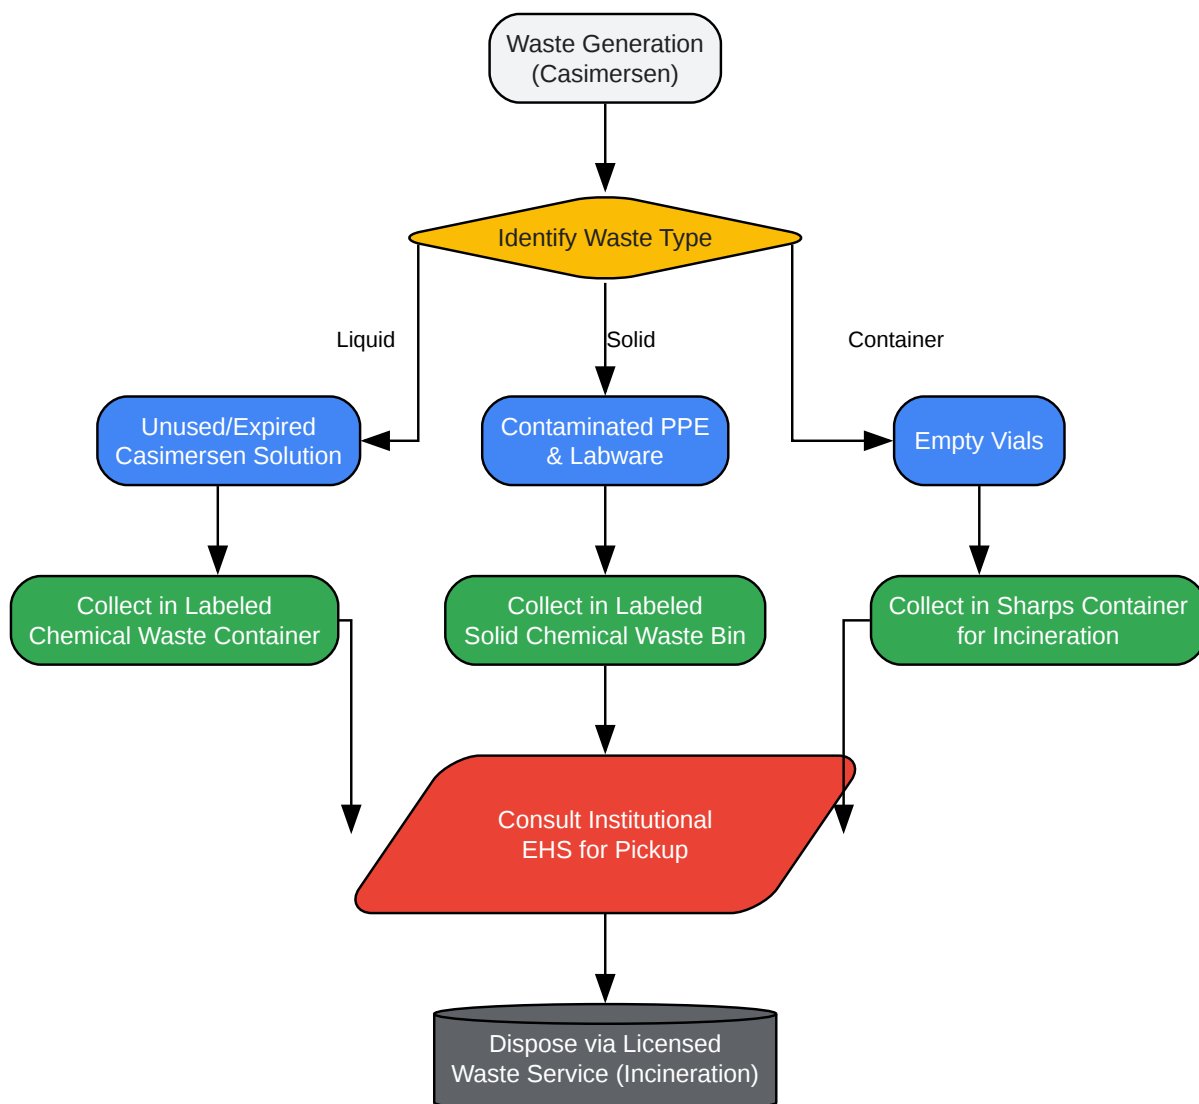 Waste Generation
(Casimersen)
Identify Waste Type
Liquid
Solid
Container
Unused/Expired
Casimersen Solution
Contaminated PPE
& Labware
Empty Vials
Collect in Labeled
Chemical Waste Container
Collect in Labeled
Solid Chemical Waste Bin
Collect in Sharps Container
for Incineration
Consult Institutional
EHS for Pickup
Dispose via Licensed
Waste Service (Incineration)